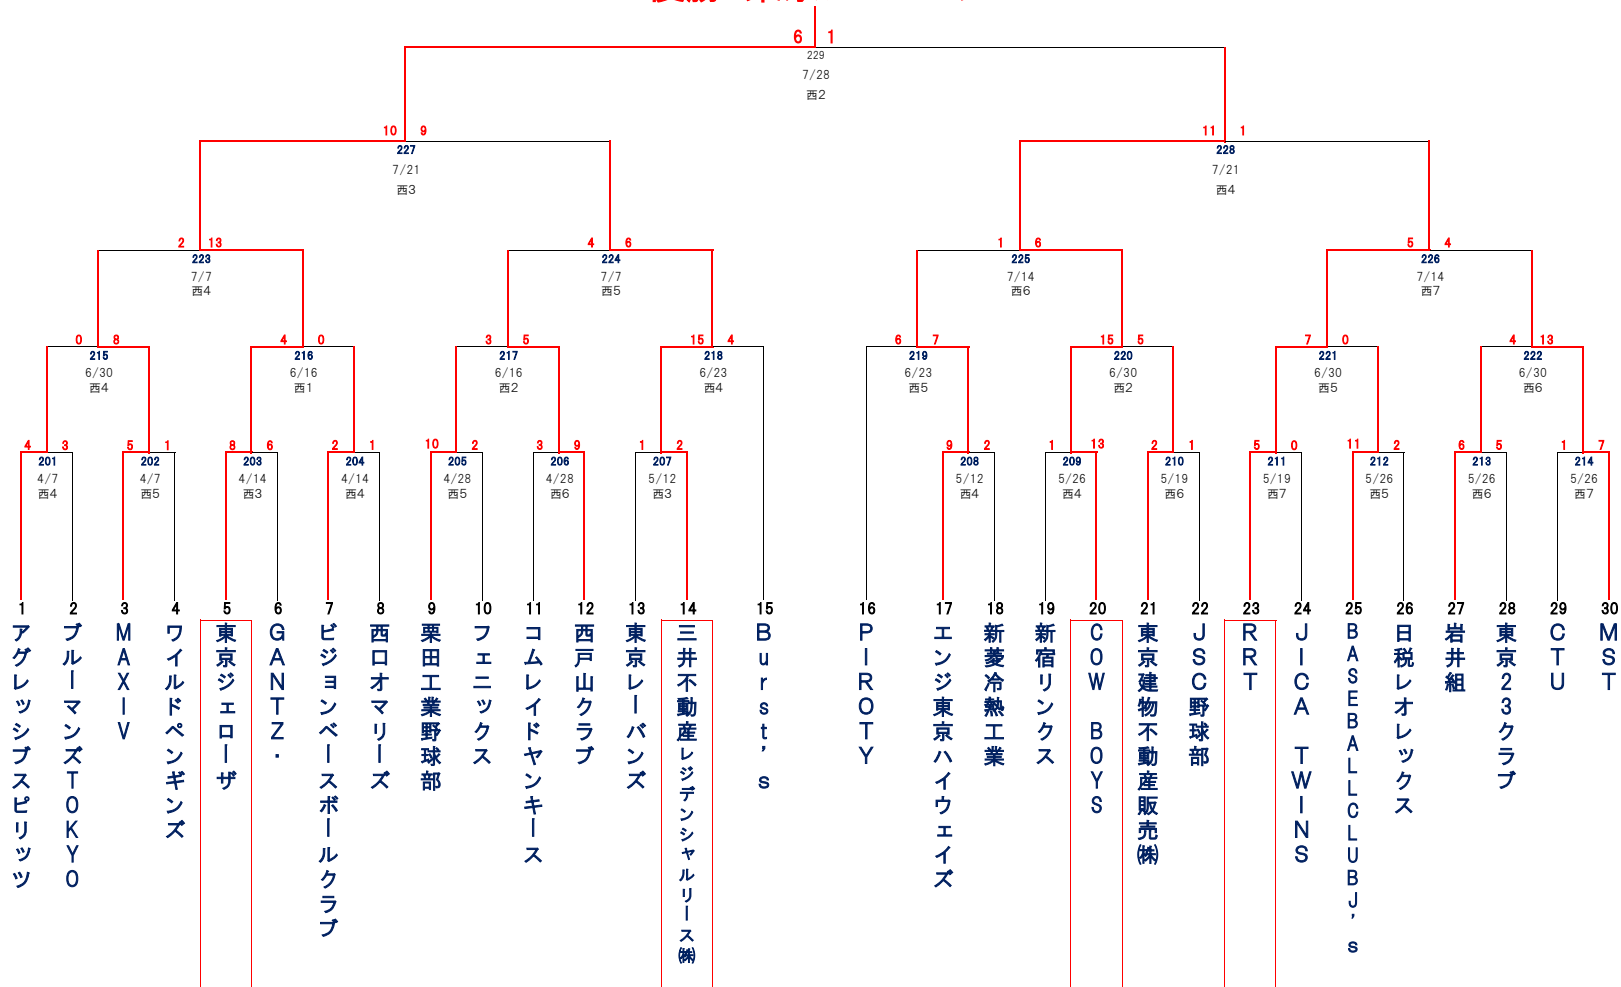 6 1
229
7/28
西2
10 9
11 1
227
228
7/21
7/21
西3
西4
2 13
4 6
1 6
5 4
223
224
225
226
7/7
7/7
7/14
7/14
西4
西5
西6
西7
0 8
4 0
3 5
15 4
6 7
15 5
7 0
4 13
215
216
217
218
219
220
221
222
6/30
6/16
6/16
6/23
6/23
6/30
6/30
6/30
西4
西1
西2
西4
西5
西2
西5
西6
4 3
5 1
8 6
2 1
10 2
3 9
1 2
9 2
1 13
2 1
5 0
11 2
6 5
1 7
201
202
203
204
205
206
207
208
209
210
211
212
213
214
4/7
4/7
4/14
4/14
4/28
4/28
5/12
5/12
5/26
5/19
5/19
5/26
5/26
5/26
西4
西5
西3
西4
西5
西6
西3
西4
西4
西6
西7
西5
西6
西7
1 アグレッシブスピリッツ
2 ブルーマンズTOKYO
3 MAXIV
4 ワイルドペンギンズ
5 東京ジェローザ
6 GANTZ.
7 ビジョンベースボールクラブ
8 西口オマリーズ
9 栗田工業野球部
10 フェニックス
11 コムレイドヤンキース
12 西戸山クラブ
13 東京レーバンズ
14 三井不動産レジデンシャルリース㈱
15 Burst's
16 PIROTY
17 エンジ東京ハイウェイズ
18 新菱冷熱工業
19 新宿リンクス
20 COW BOYS
21 東京建物不動産販売㈱
22 JSC野球部
23 RRT
24 JICA TWINS
25 BASEBALLCLUBJ's
26 日税レオレックス
27 岩井組
28 東京23クラブ
29 CTU
30 MST